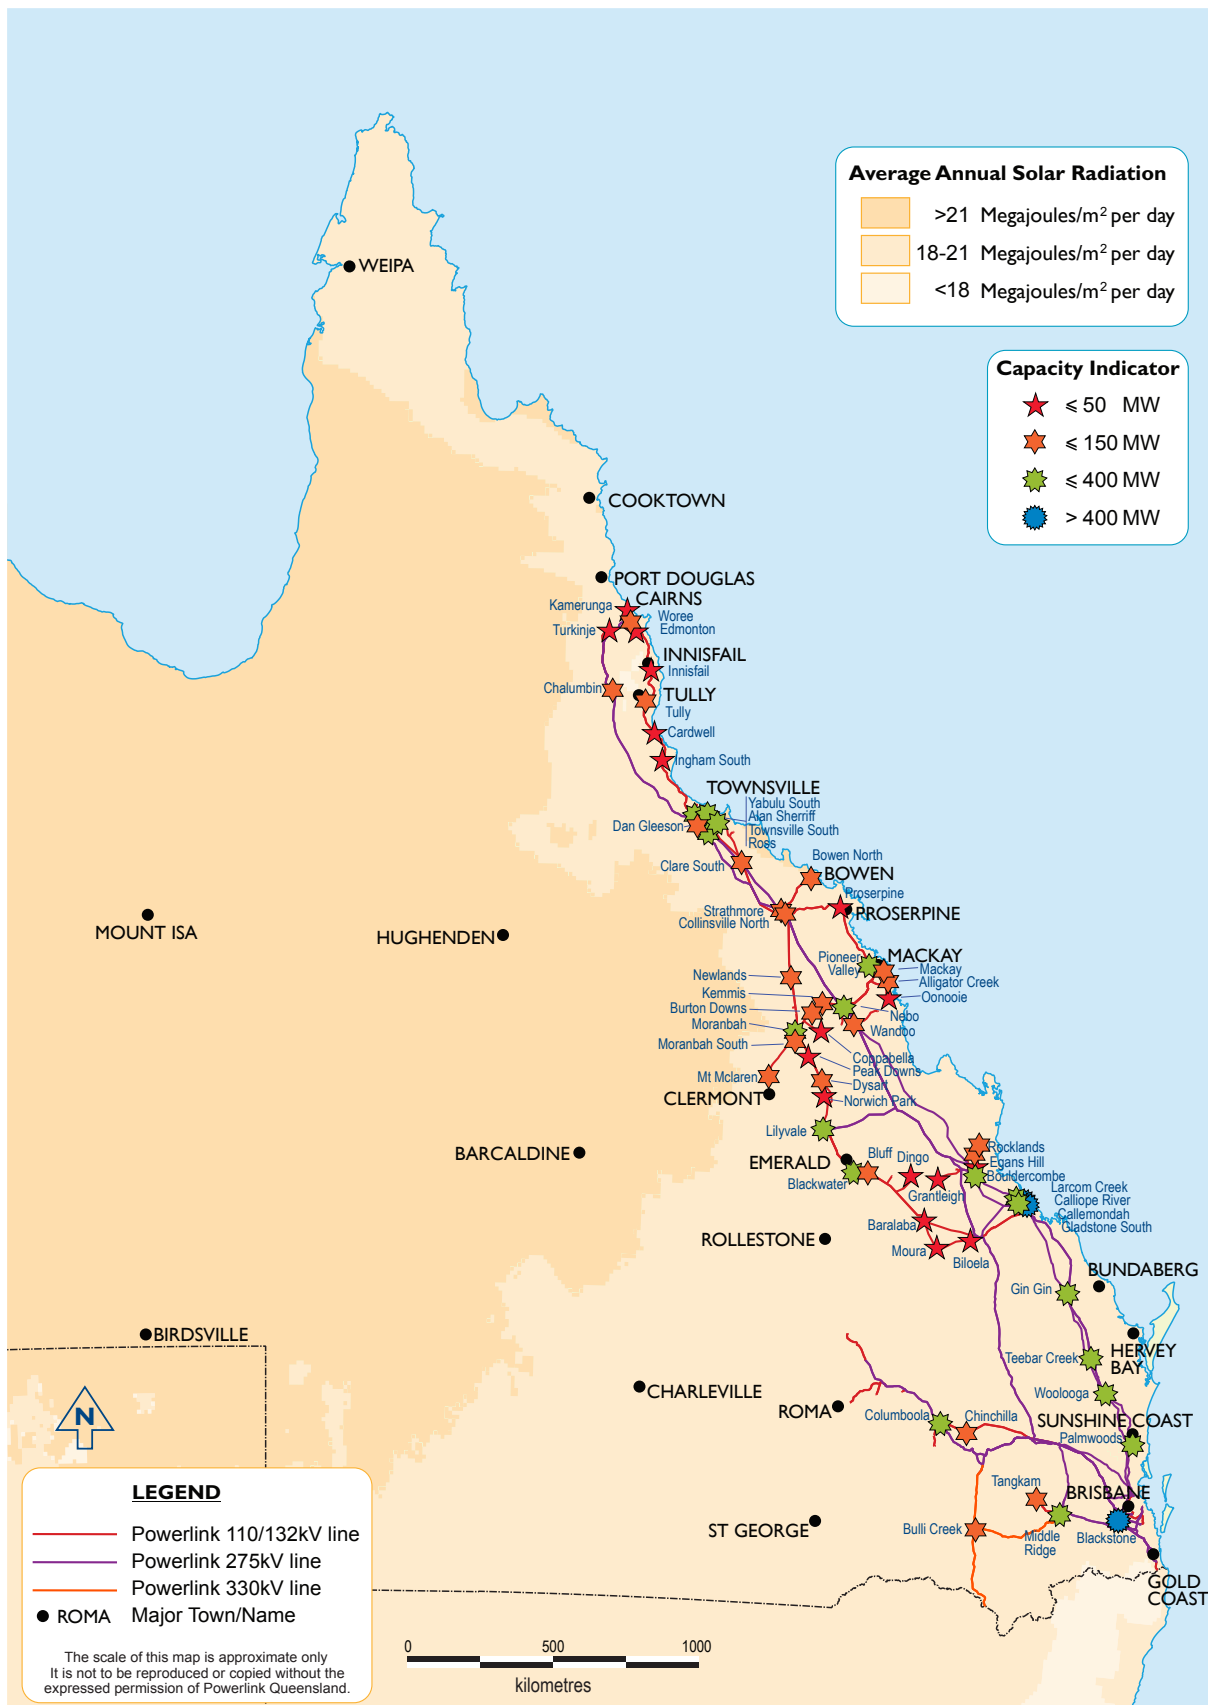 Average Annual Solar Radiation
>21 Megajoules/m² per day
18-21 Megajoules/m² per day
<18 Megajoules/m² per day
Capacity Indicator
⩽ 50 MW
⩽ 150 MW
⩽ 400 MW
> 400 MW
WEIPA
COOKTOWN
PORT DOUGLAS
CAIRNS
Kamerunga
Woree
Turkinje
Edmonton
INNISFAIL
Innisfail
Chalumbin
TULLY
Tully
Cardwell
Ingham South
TOWNSVILLE
Yabulu South
Alan Sherriff
Dan Gleeson
Townsville South
Ross
Clare South
Bowen North
BOWEN
Proserpine
Strathmore
PROSERPINE
Collinsville North
MOUNT ISA
HUGHENDEN
Pioneer
Valley
MACKAY
Mackay
Newlands
Alligator Creek
Kemmis
Oonooie
Burton Downs
Nebo
Moranbah
Wandoo
Moranbah South
Coppabella
Peak Downs
Mt Mclaren
Dysart
CLERMONT
Norwich Park
Lilyvale
BARCALDINE
EMERALD
Bluff
Dingo
Rocklands
Egans Hill
Bouldercombe
Blackwater
Grantleigh
Larcom Creek
Calliope River
Callemondah
Gladstone South
Baralaba
ROLLESTONE
Moura
Biloela
BUNDABERG
Gin Gin
BIRDSVILLE
HERVEY
BAY
Teebar Creek
CHARLEVILLE
Woolooga
ROMA
Columboola
Chinchilla
SUNSHINE COAST
Palmwoods
N
Tangkam
BRISBANE
ST GEORGE
Bulli Creek
Middle
Ridge
Blackstone
GOLD
COAST
LEGEND
Powerlink 110/132kV line
Powerlink 275kV line
Powerlink 330kV line
ROMA Major Town/Name
The scale of this map is approximate only
It is not to be reproduced or copied without the
expressed permission of Powerlink Queensland.
0 500 1000
kilometres